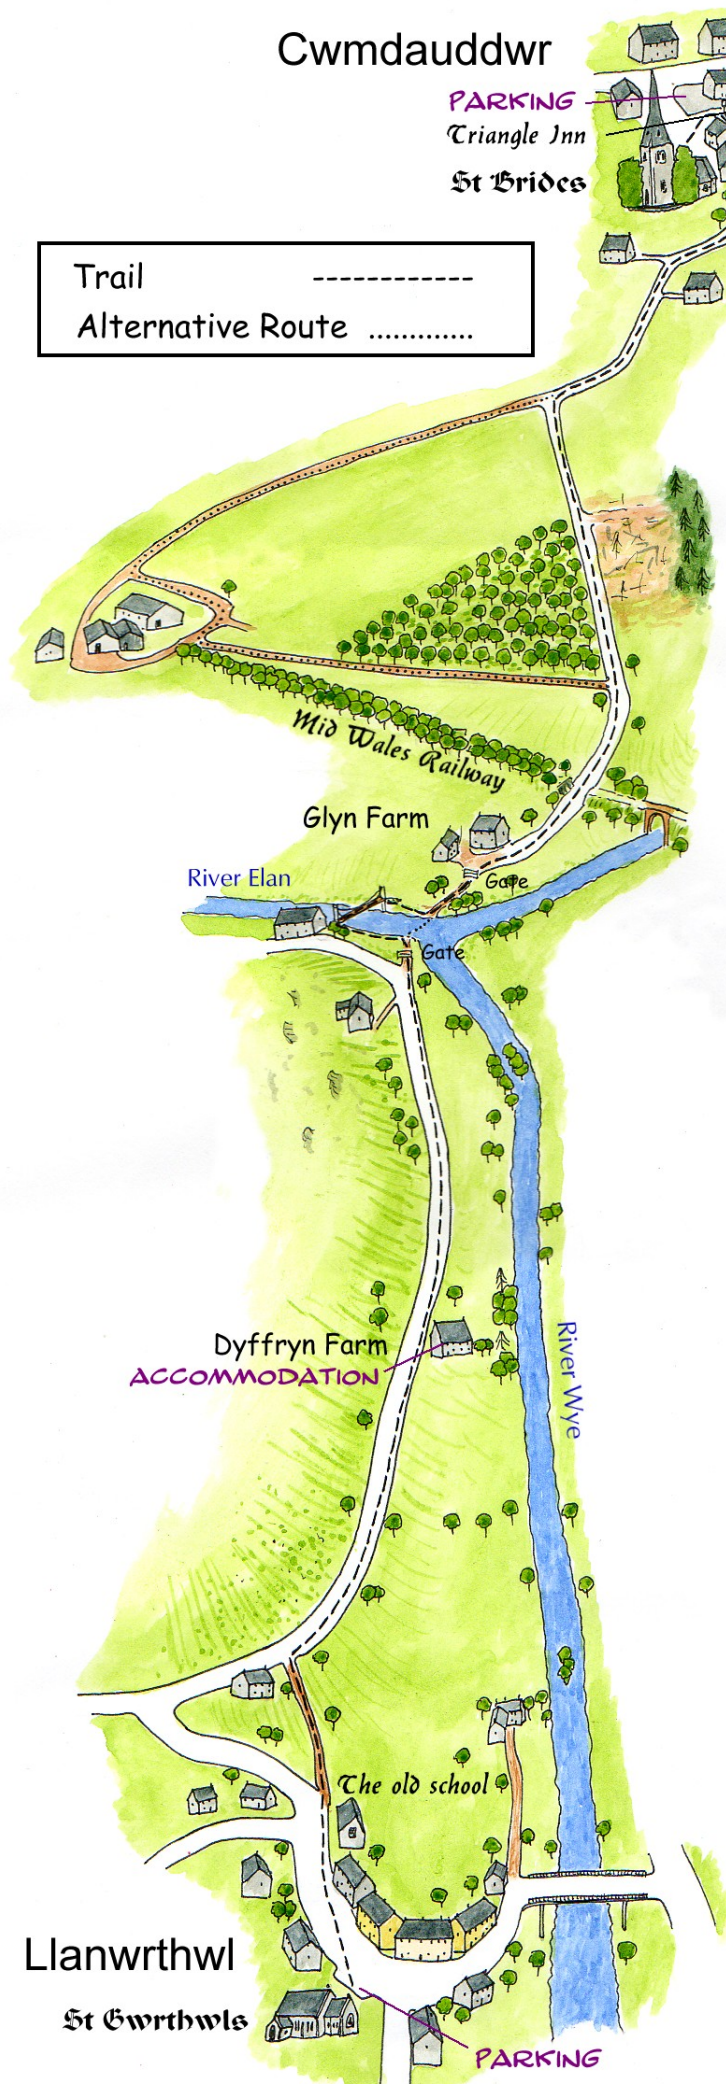 Cwmdauddwr
PARKING
Triangle Inn
St Brides
Trail ------------
Alternative Route .............
Mid Wales Railway
Glyn Farm
River Elan
Gate
Gate
Dyffryn Farm
ACCOMMODATION
River Wye
The old school
Llanwrthwl
St Gwrthwls
PARKING